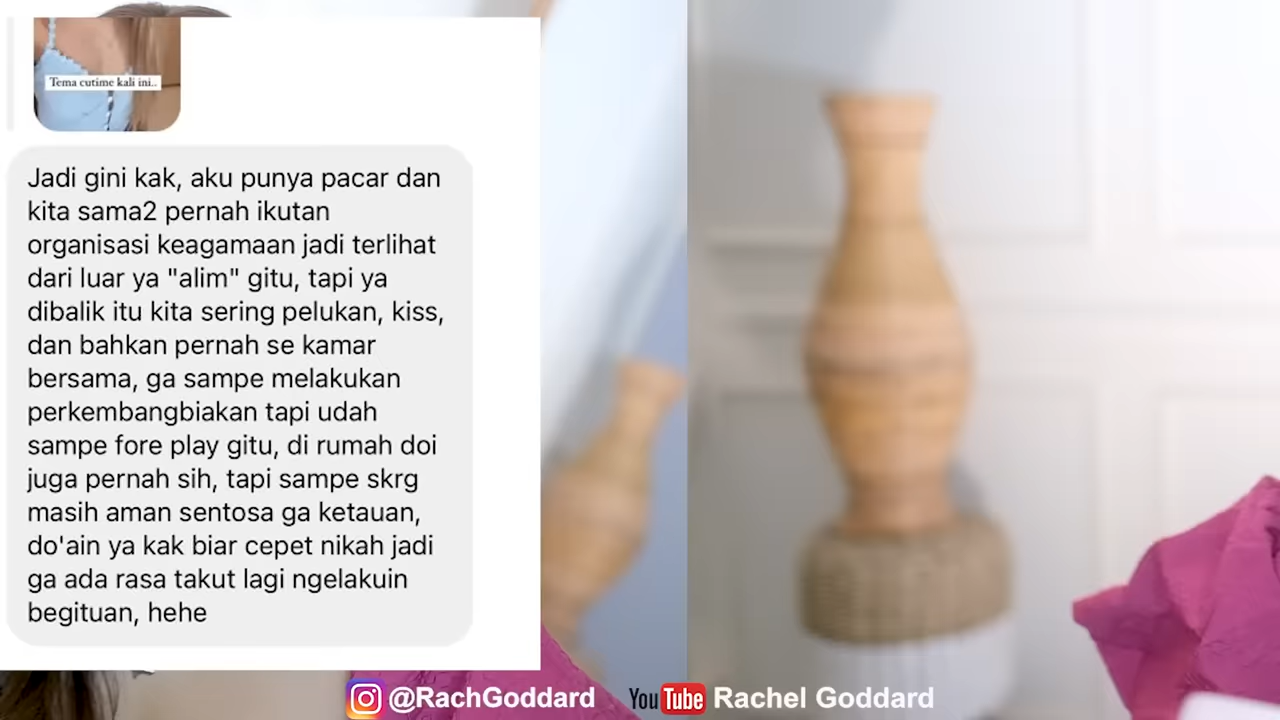 Tema cutime kali ini..
Jadi gini kak, aku punya pacar dan
kita sama2 pernah ikutan
organisasi keagamaan jadi terlihat
dari luar ya "alim" gitu, tapi ya
dibalik itu kita sering pelukan, kiss,
dan bahkan pernah se kamar
bersama, ga sampe melakukan
perkembangbiakan tapi udah
sampe fore play gitu, di rumah doi
juga pernah sih, tapi sampe skrg
masih aman sentosa ga ketauan,
do'ain ya kak biar cepet nikah jadi
ga ada rasa takut lagi ngelakuin
begituan, hehe
@RachGoddard YouTube Rachel Goddard